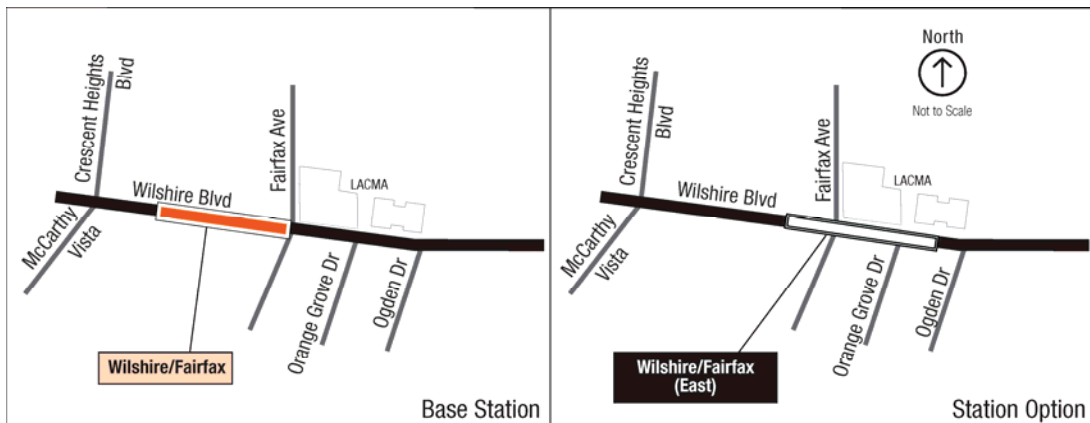 Crescent Heights
Blvd
Wilshire Blvd
Fairfax Ave
LACMA
McCarthy
Vista
Orange Grove Dr
Ogden Dr
Wilshire/Fairfax
Base Station
North
Not to Scale
Crescent Heights
Blvd
Wilshire Blvd
Fairfax Ave
LACMA
McCarthy
Vista
Orange Grove Dr
Ogden Dr
Wilshire/Fairfax
(East)
Station Option